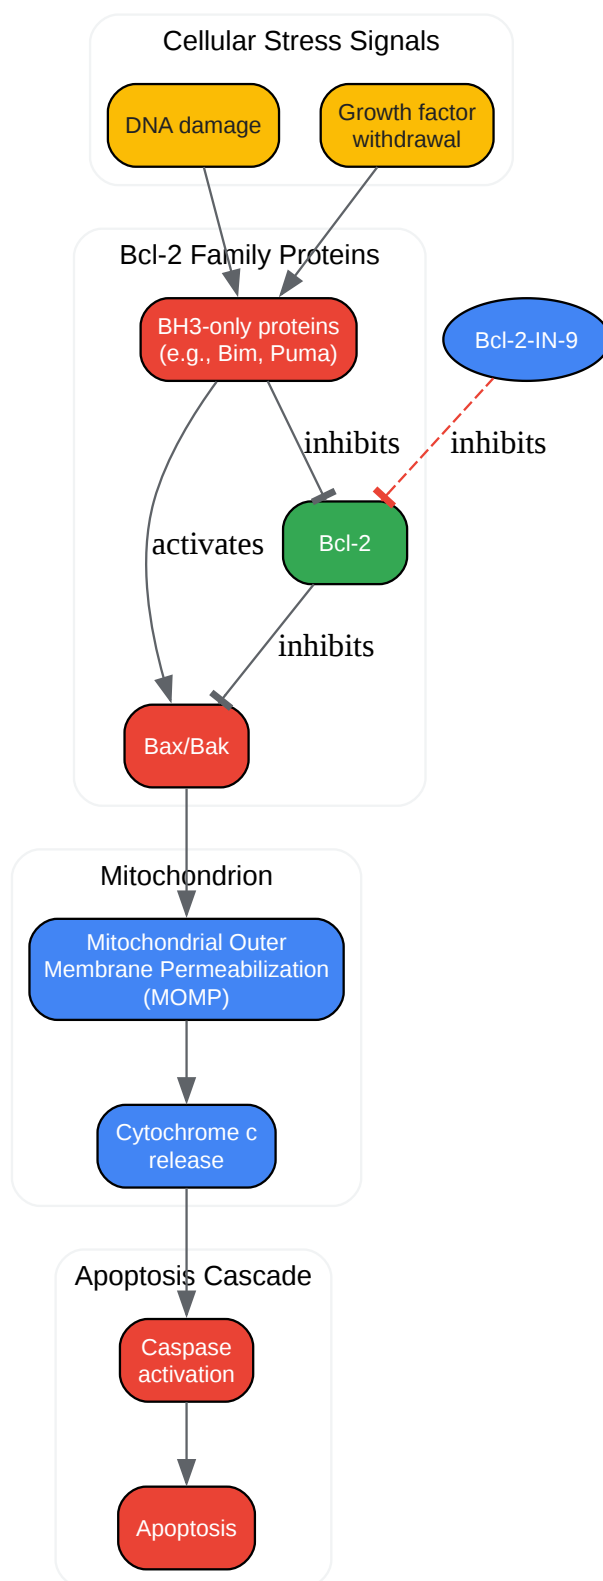 Cellular Stress Signals
DNA damage
Growth factor
withdrawal
Bcl-2 Family Proteins
BH3-only proteins
(e.g., Bim, Puma)
Bcl-2-IN-9
inhibits
inhibits
activates
Bcl-2
inhibits
Bax/Bak
Mitochondrion
Mitochondrial Outer
Membrane Permeabilization
(MOMP)
Cytochrome c
release
Apoptosis Cascade
Caspase
activation
Apoptosis